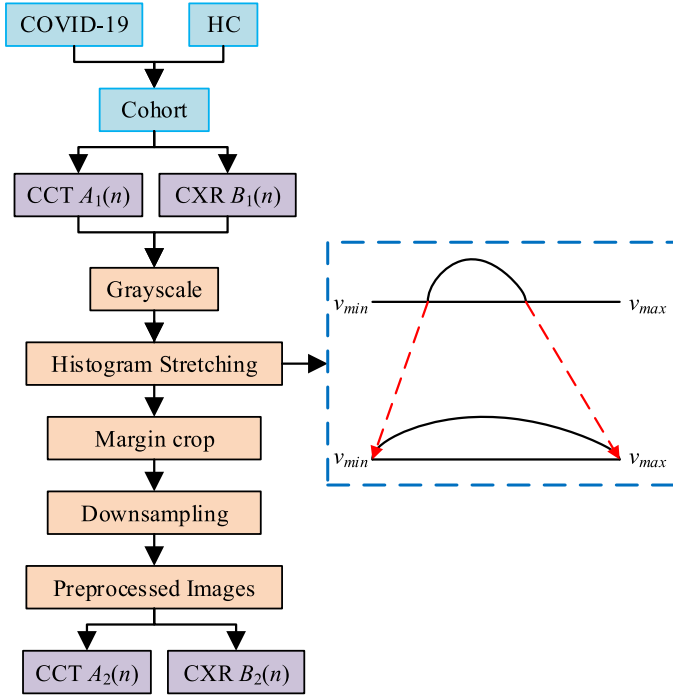 COVID-19 HC
Cohort
CCT A₁(n) CXR B₁(n)
Grayscale
Histogram Stretching
Margin crop
Downsampling
Preprocessed Images
CCT A₂(n) CXR B₂(n)
vmin vmax
vmin vmax